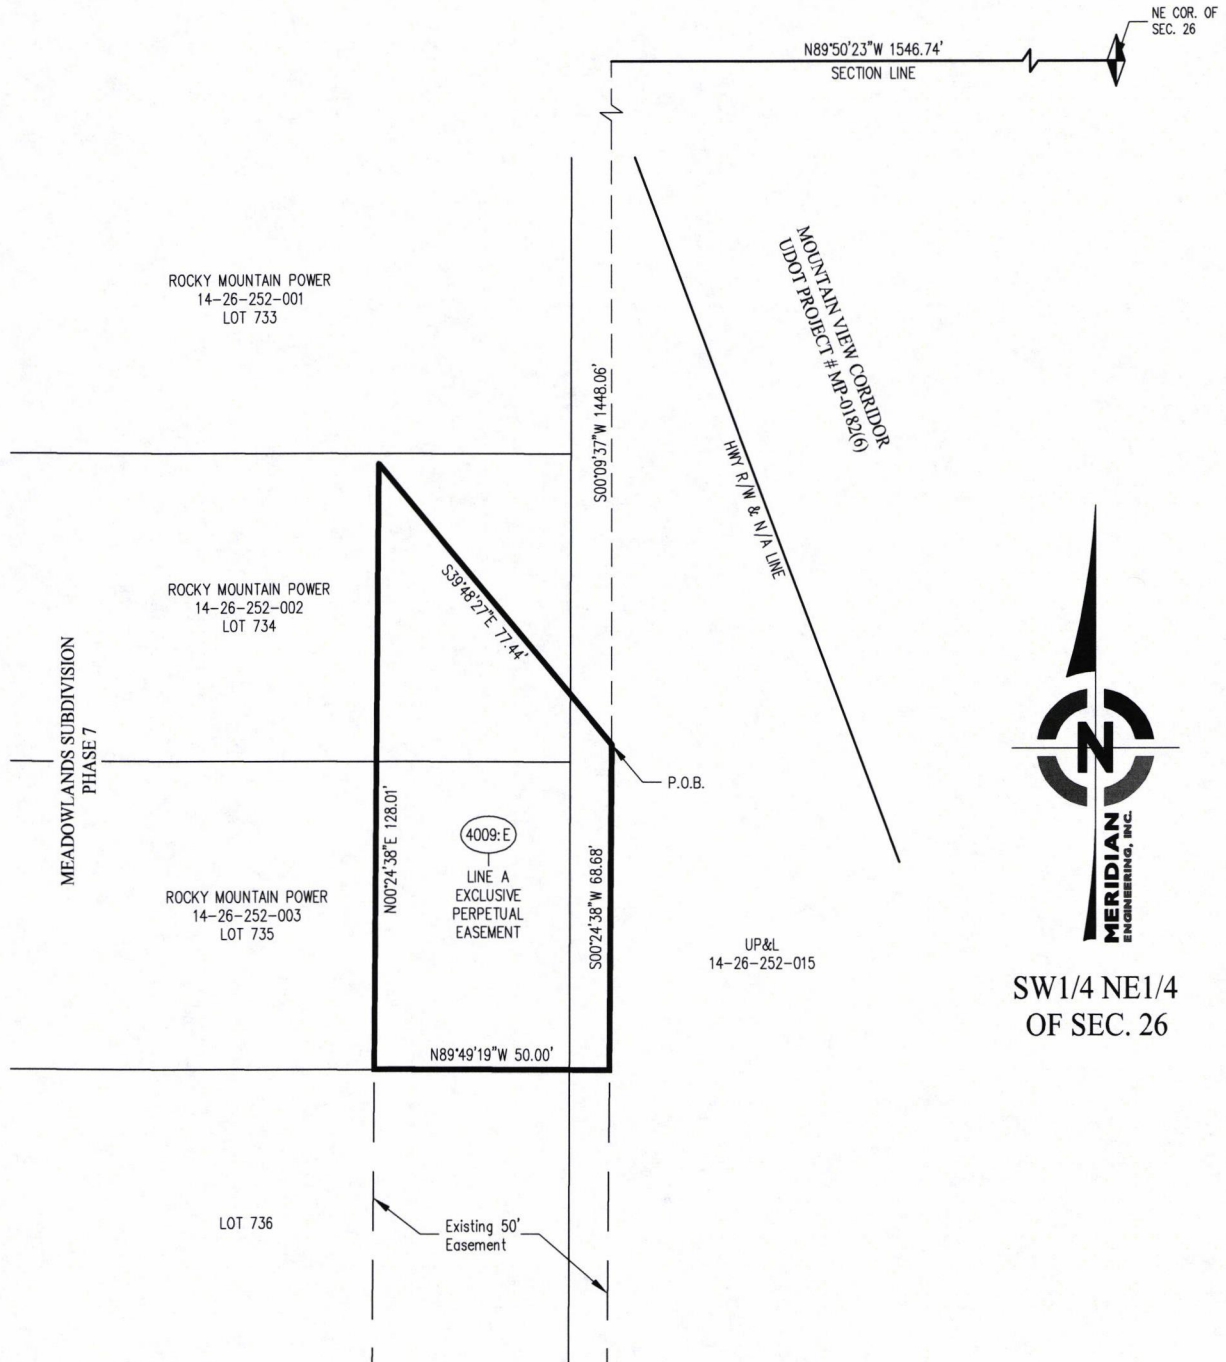 NE COR. OF
SEC. 26
N89°50'23"W 1546.74'
SECTION LINE
MOUNTAIN VIEW CORRIDOR
UDOT PROJECT # MP-0182(6)
ROCKY MOUNTAIN POWER
14-26-252-001
LOT 733
S00°09'37"W 1448.06'
HWY R/W & N/A LINE
ROCKY MOUNTAIN POWER
14-26-252-002
LOT 734
S39°48'27"E 77.44'
MEADOWLANDS SUBDIVISION
PHASE 7
P.O.B.
N00°24'38"E 128.01'
4009:E
LINE A
EXCLUSIVE
PERPETUAL
EASEMENT
S00°24'38"W 68.68'
ROCKY MOUNTAIN POWER
14-26-252-003
LOT 735
UP&L
14-26-252-015
N
MERIDIAN
ENGINEERING, INC.
SW1/4 NE1/4
OF SEC. 26
N89°49'19"W 50.00'
LOT 736
Existing 50'
Easement